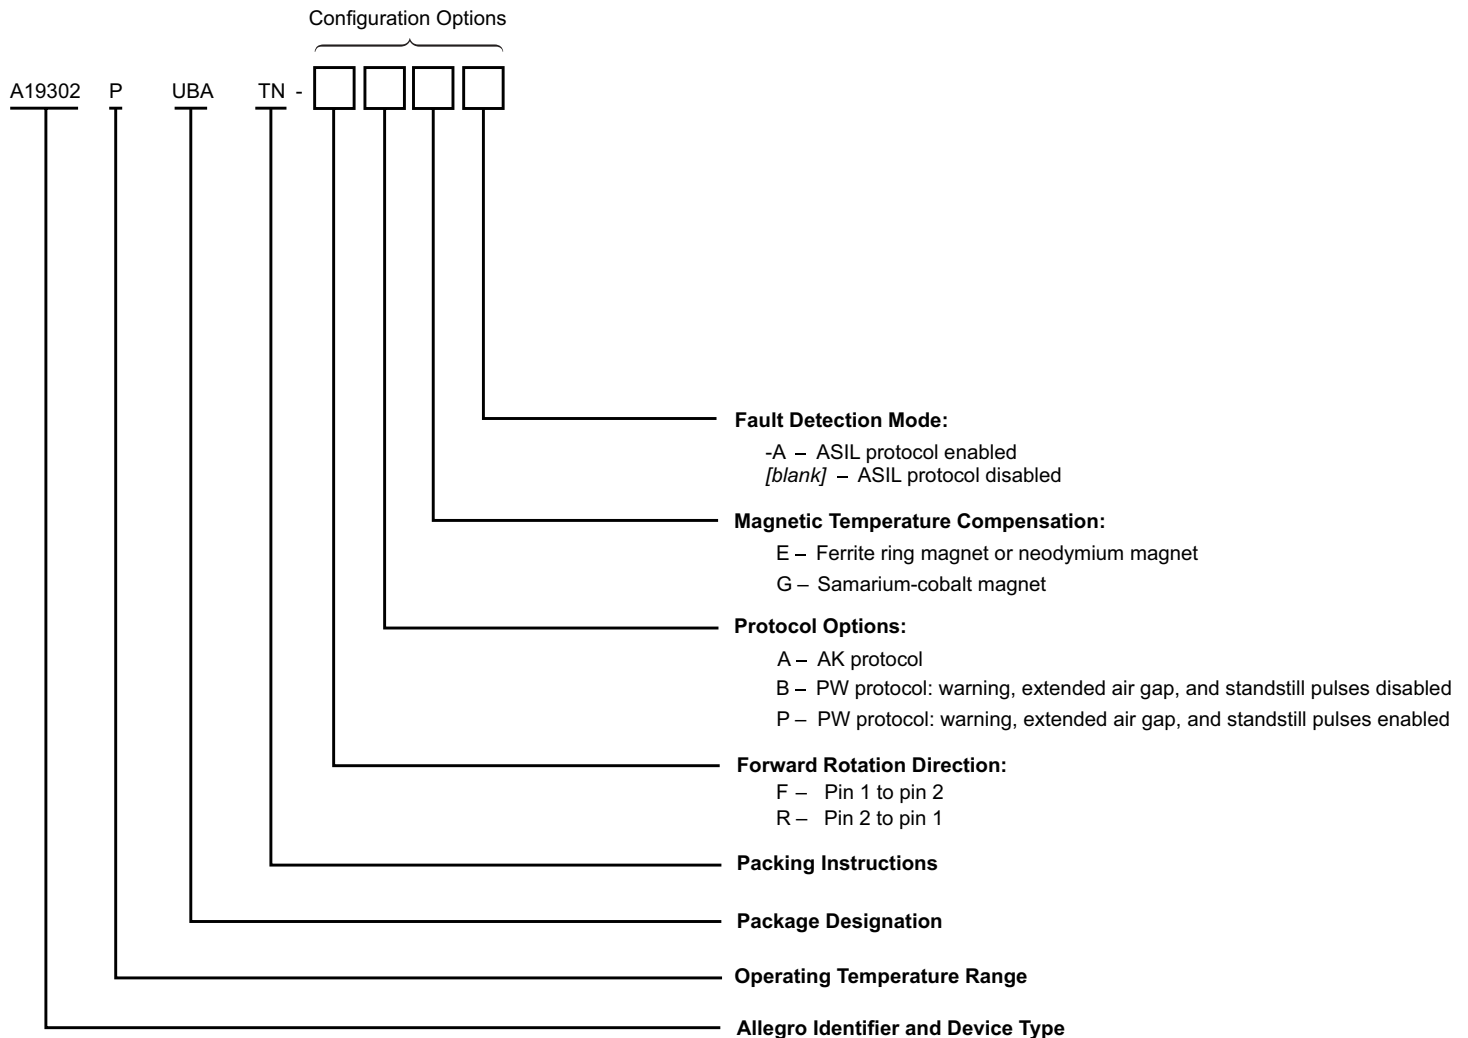 Configuration Options
A19302 P UBA TN -
Fault Detection Mode:
-A – ASIL protocol enabled
[blank] – ASIL protocol disabled
Magnetic Temperature Compensation:
E – Ferrite ring magnet or neodymium magnet
G – Samarium-cobalt magnet
Protocol Options:
A – AK protocol
B – PW protocol: warning, extended air gap, and standstill pulses disabled
P – PW protocol: warning, extended air gap, and standstill pulses enabled
Forward Rotation Direction:
F – Pin 1 to pin 2
R – Pin 2 to pin 1
Packing Instructions
Package Designation
Operating Temperature Range
Allegro Identifier and Device Type